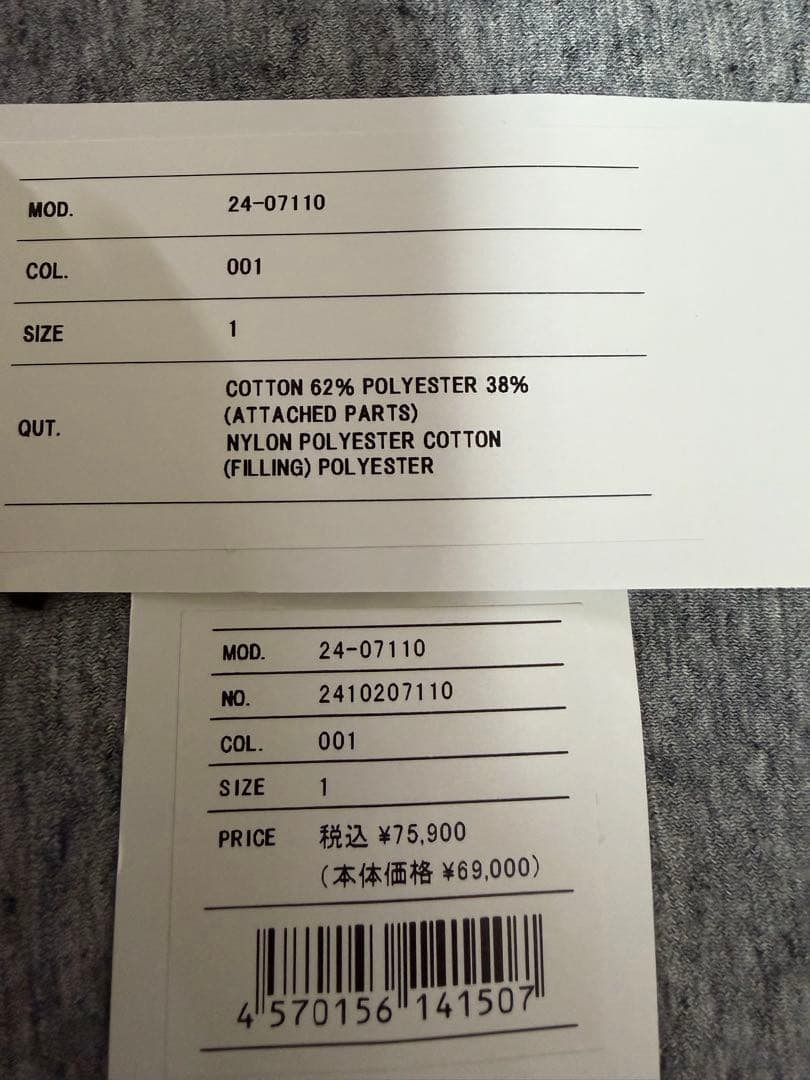 MOD. 24-07110
COL. 001
SIZE 1
QUT. COTTON 62% POLYESTER 38%
(ATTACHED PARTS)
NYLON POLYESTER COTTON
(FILLING) POLYESTER
MOD. 24-07110
NO. 2410207110
COL. 001
SIZE 1
PRICE 税込 ¥75,900
(本体価格 ¥69,000)
4 570156 141507